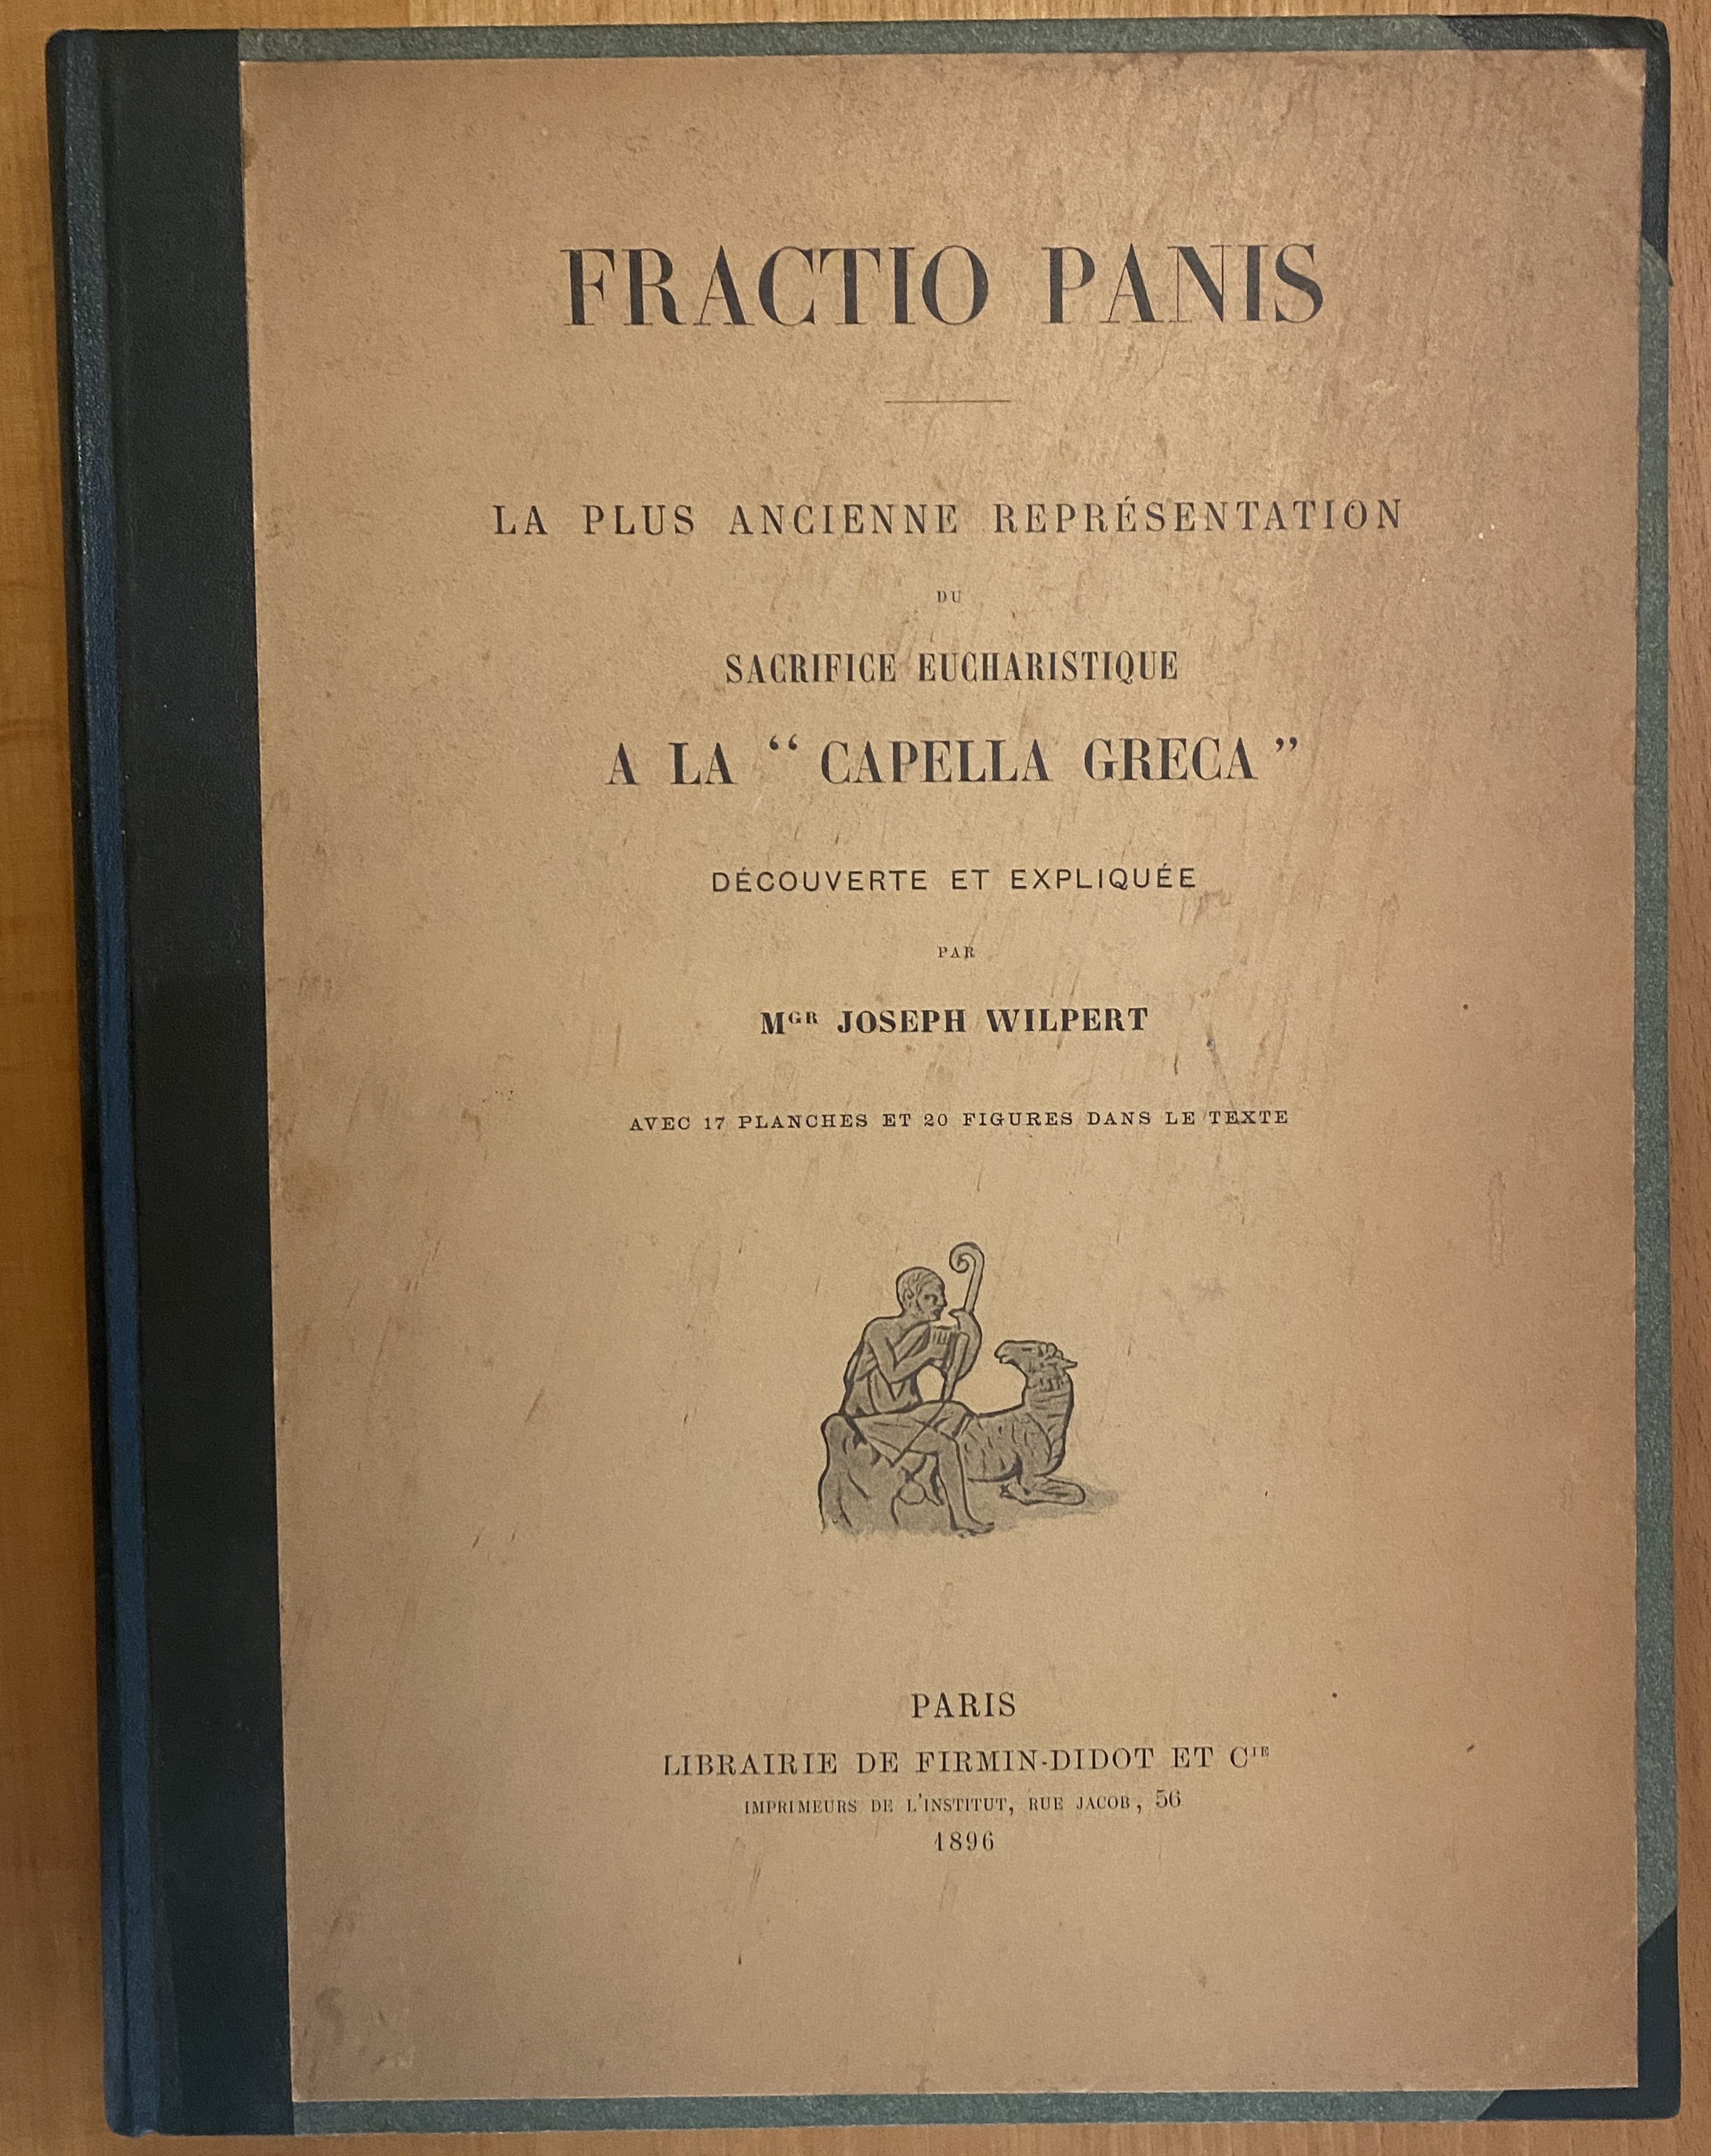 FRACTIO PANIS
LA PLUS ANCIENNE REPRÉSENTATION
DU
SACRIFICE EUCHARISTIQUE
A LA “ CAPELLA GRECA ”
DÉCOUVERTE ET EXPLIQUÉE
PAR
MGR JOSEPH WILPERT
AVEC 17 PLANCHES ET 20 FIGURES DANS LE TEXTE
PARIS
LIBRAIRIE DE FIRMIN-DIDOT ET CIE
IMPRIMEURS DE L'INSTITUT, RUE JACOB, 56
1896